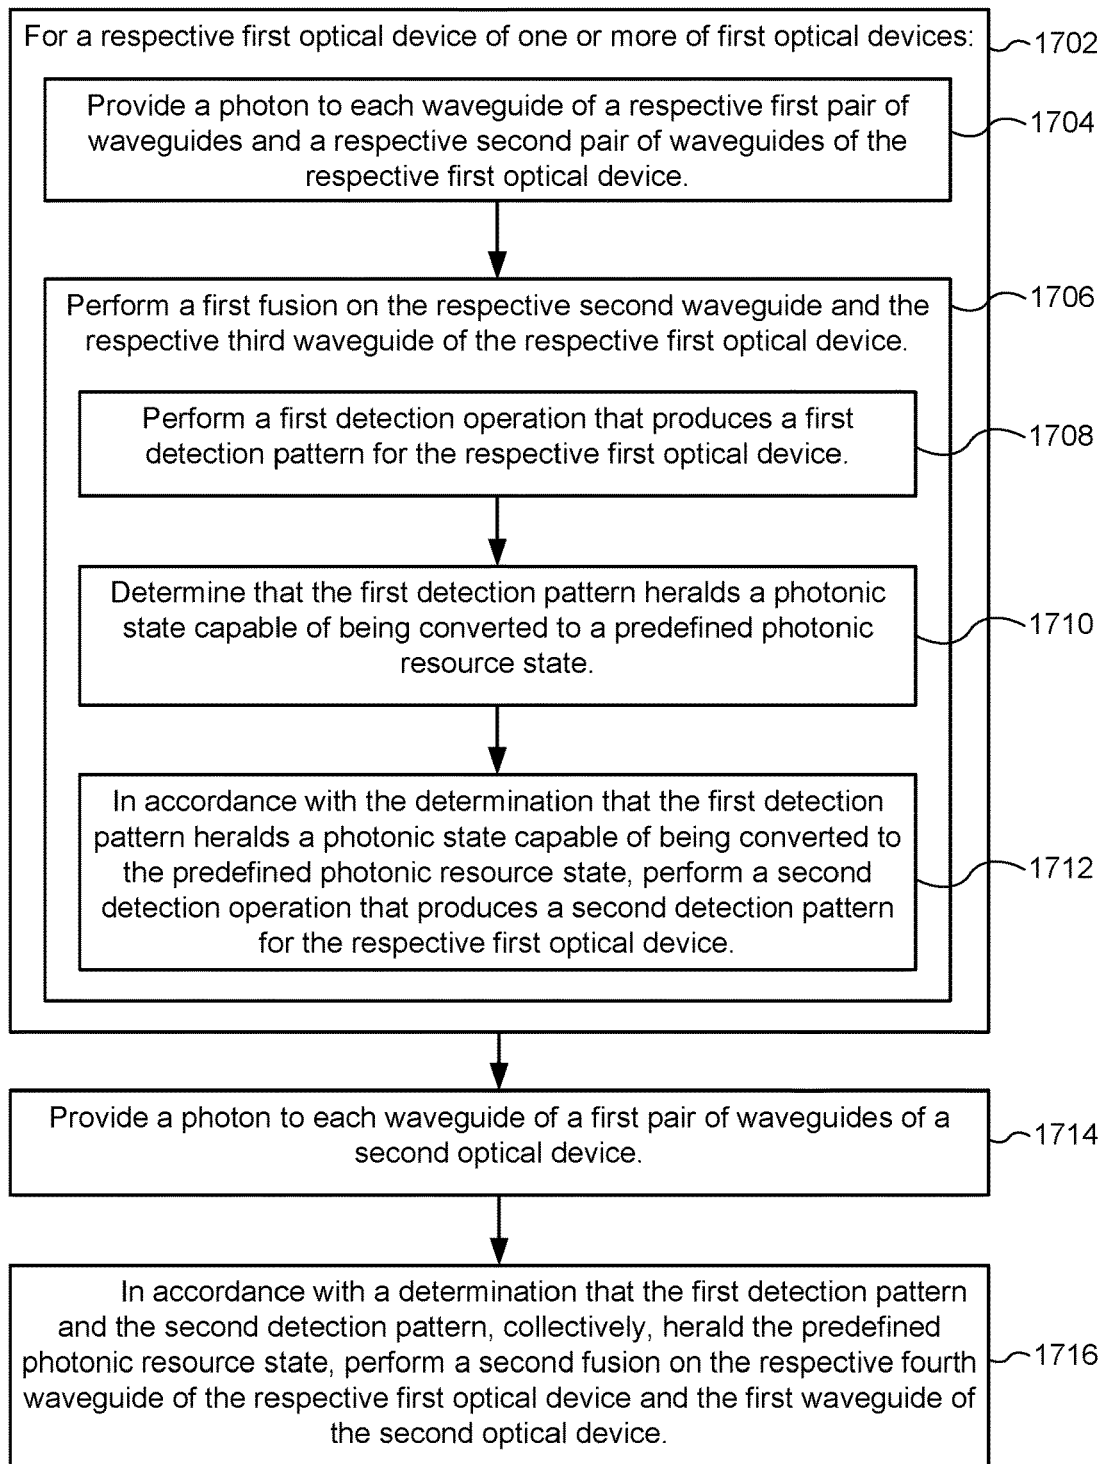 For a respective first optical device of one or more of first optical devices:
1702
Provide a photon to each waveguide of a respective first pair of
waveguides and a respective second pair of waveguides of the
respective first optical device.
1704
Perform a first fusion on the respective second waveguide and the
respective third waveguide of the respective first optical device.
1706
Perform a first detection operation that produces a first
detection pattern for the respective first optical device.
1708
Determine that the first detection pattern heralds a photonic
state capable of being converted to a predefined photonic
resource state.
1710
In accordance with the determination that the first detection
pattern heralds a photonic state capable of being converted to
the predefined photonic resource state, perform a second
detection operation that produces a second detection pattern
for the respective first optical device.
1712
Provide a photon to each waveguide of a first pair of waveguides of a
second optical device.
1714
In accordance with a determination that the first detection pattern
and the second detection pattern, collectively, herald the predefined
photonic resource state, perform a second fusion on the respective fourth
waveguide of the respective first optical device and the first waveguide of
the second optical device.
1716